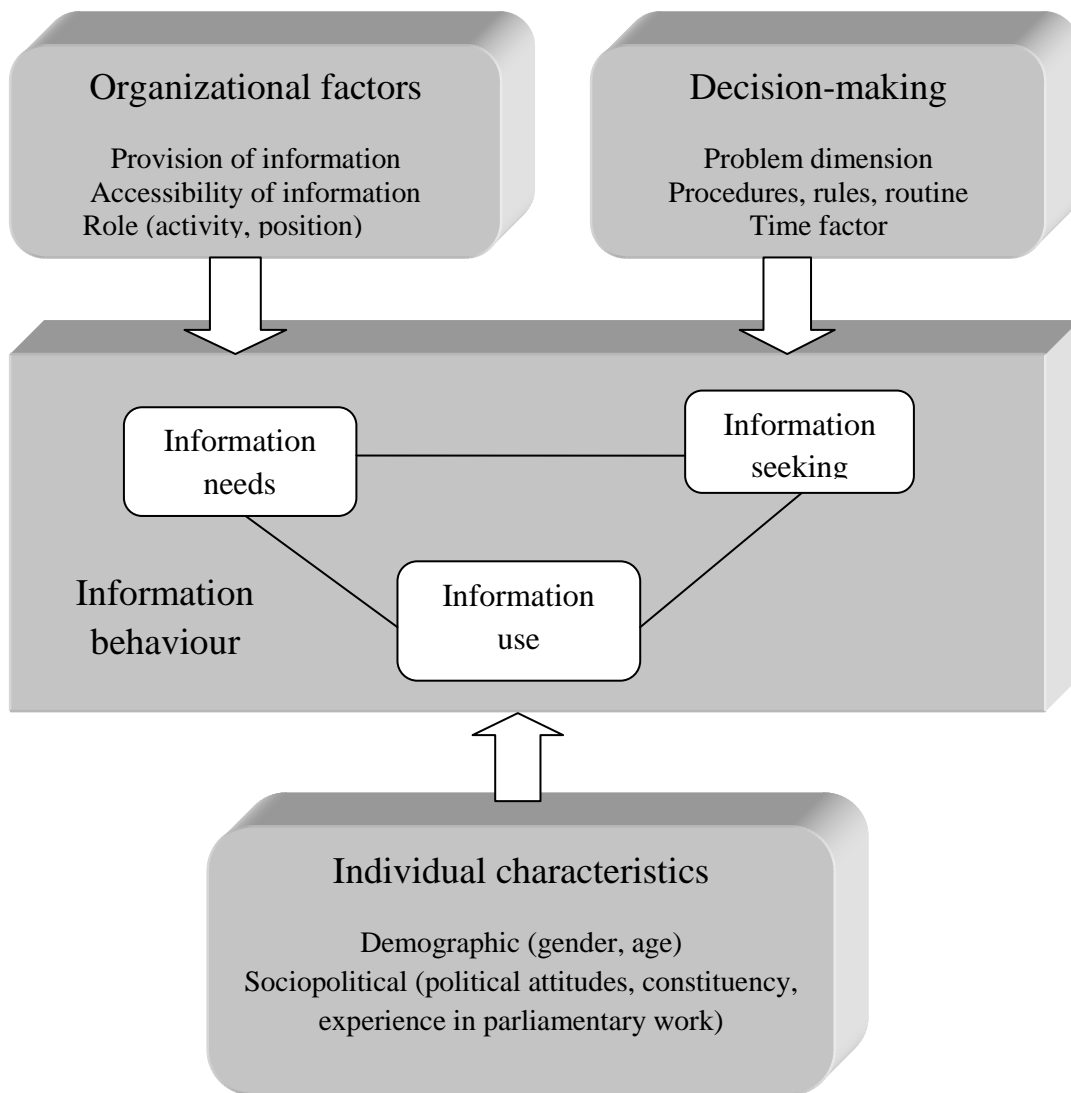 Organizational factors
Provision of information
Accessibility of information
Role (activity, position)
Decision-making
Problem dimension
Procedures, rules, routine
Time factor
Information
needs
Information
seeking
Information
use
Information
behaviour
Individual characteristics
Demographic (gender, age)
Sociopolitical (political attitudes, constituency,
experience in parliamentary work)